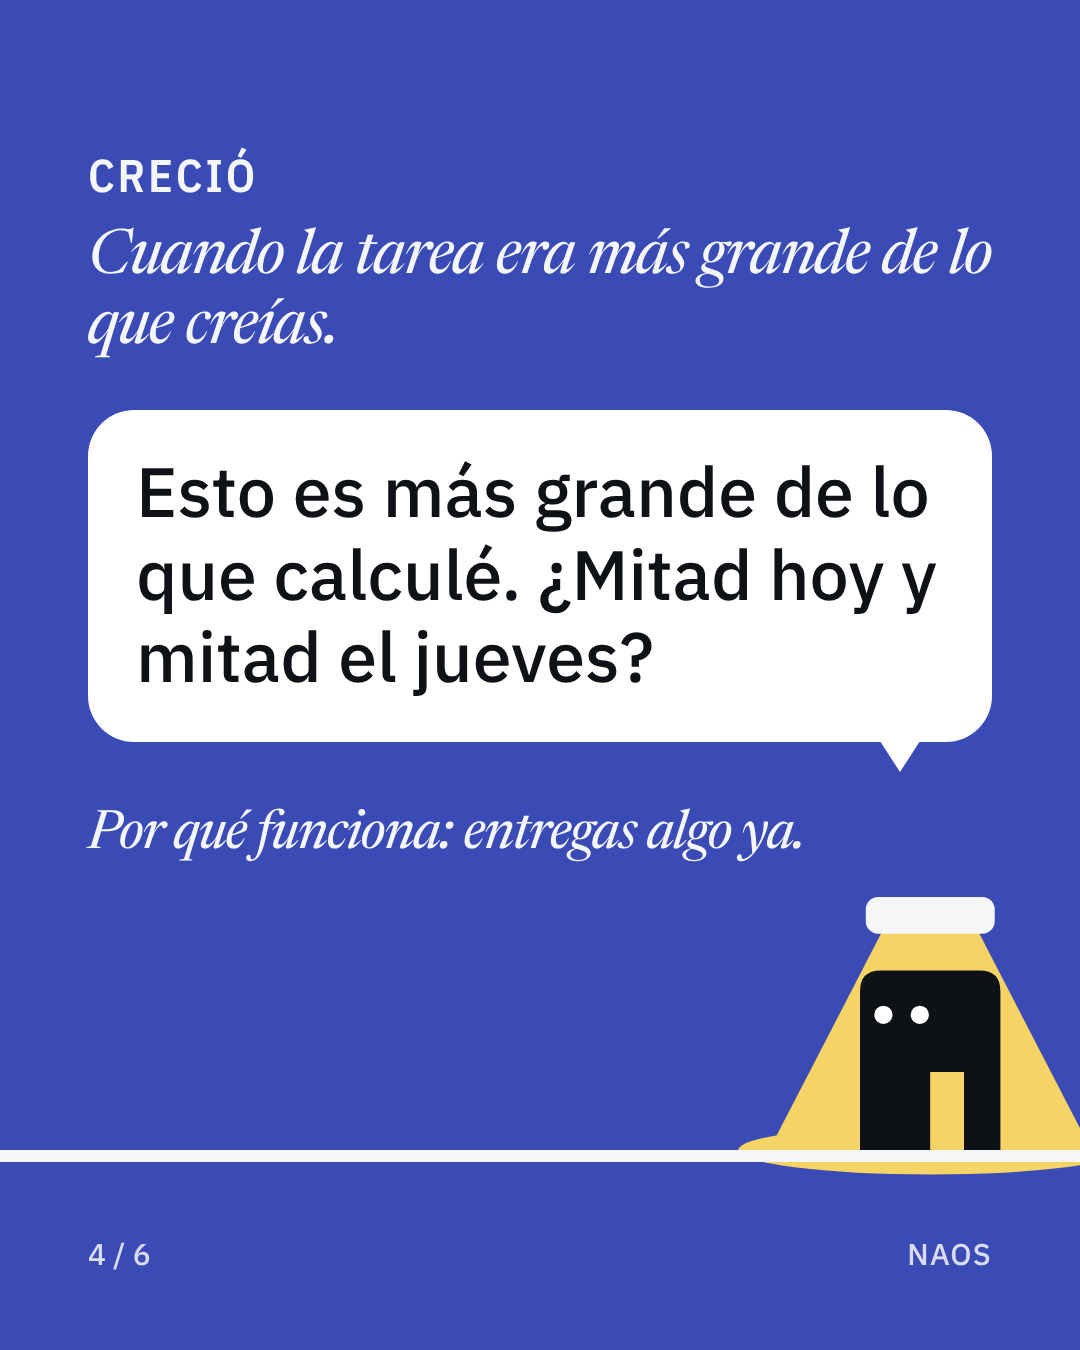 CRECIÓ
Cuando la tarea era más grande de lo
que creías.
Esto es más grande de lo
que calculé. ¿Mitad hoy y
mitad el jueves?
Por qué funciona: entregas algo ya.
4 / 6
NAOS